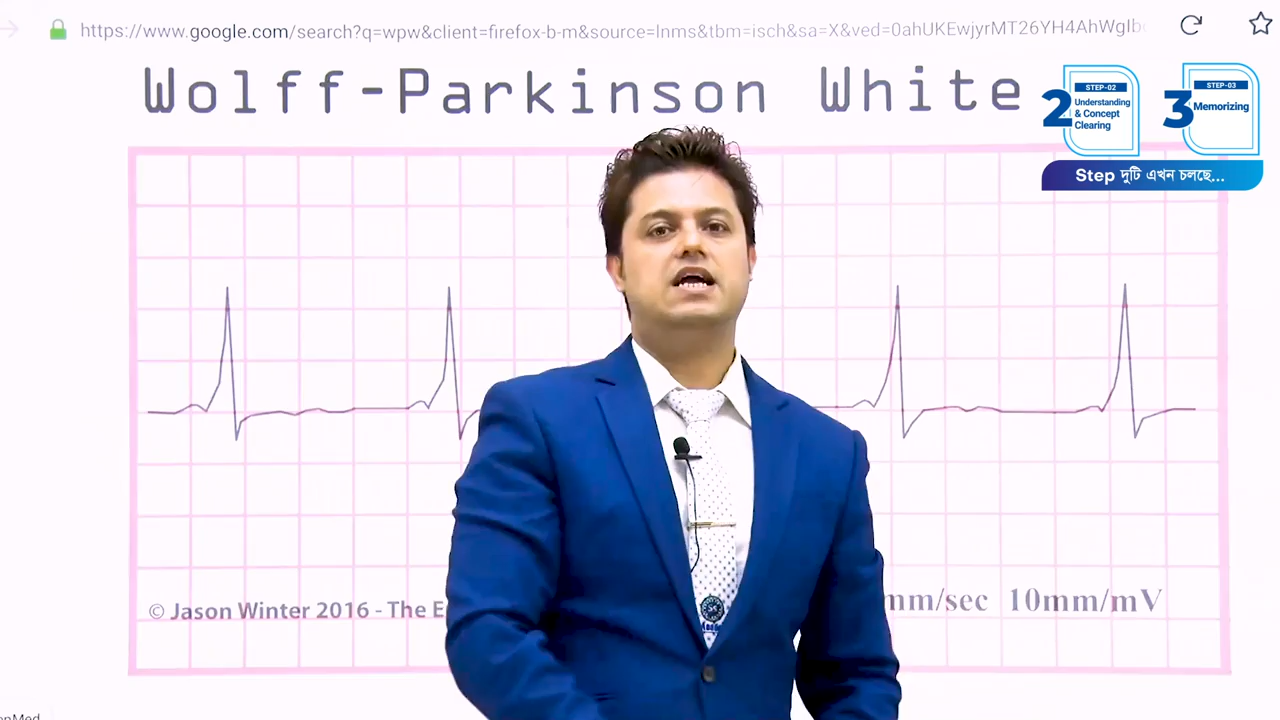 https://www.google.com/search?q=wpw&client=firefox-b-m&source=lnms&tbm=isch&sa=X&ved=0ahUKEwjyrMT26YH4AhWgIb
Wolff-Parkinson White
2
STEP-02
Understanding
& Concept
Clearing
3
STEP-03
Memorizing
Step দুটি এখন চলছে...
© Jason Winter 2016 - The E
mm/sec 10mm/mV